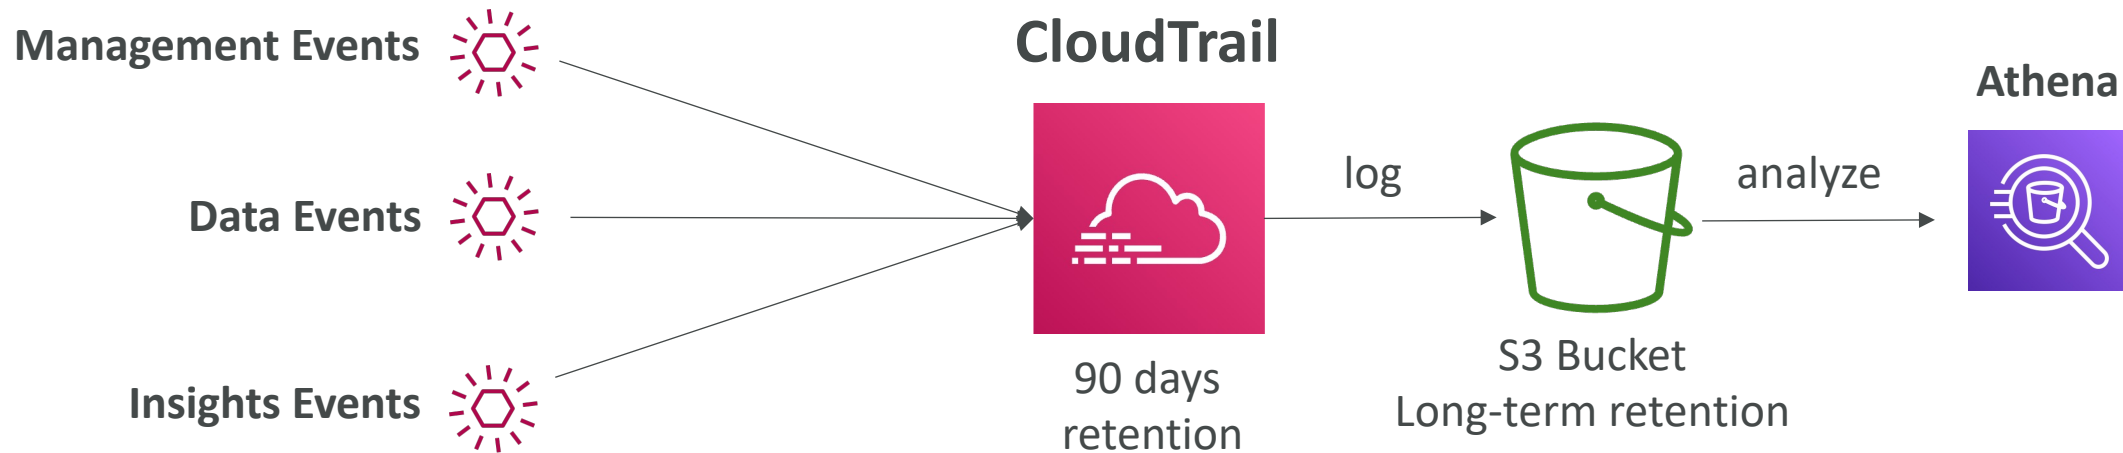 Management Events
Data Events
Insights Events
CloudTrail
90 days
retention
log
S3 Bucket
Long-term retention
analyze
Athena